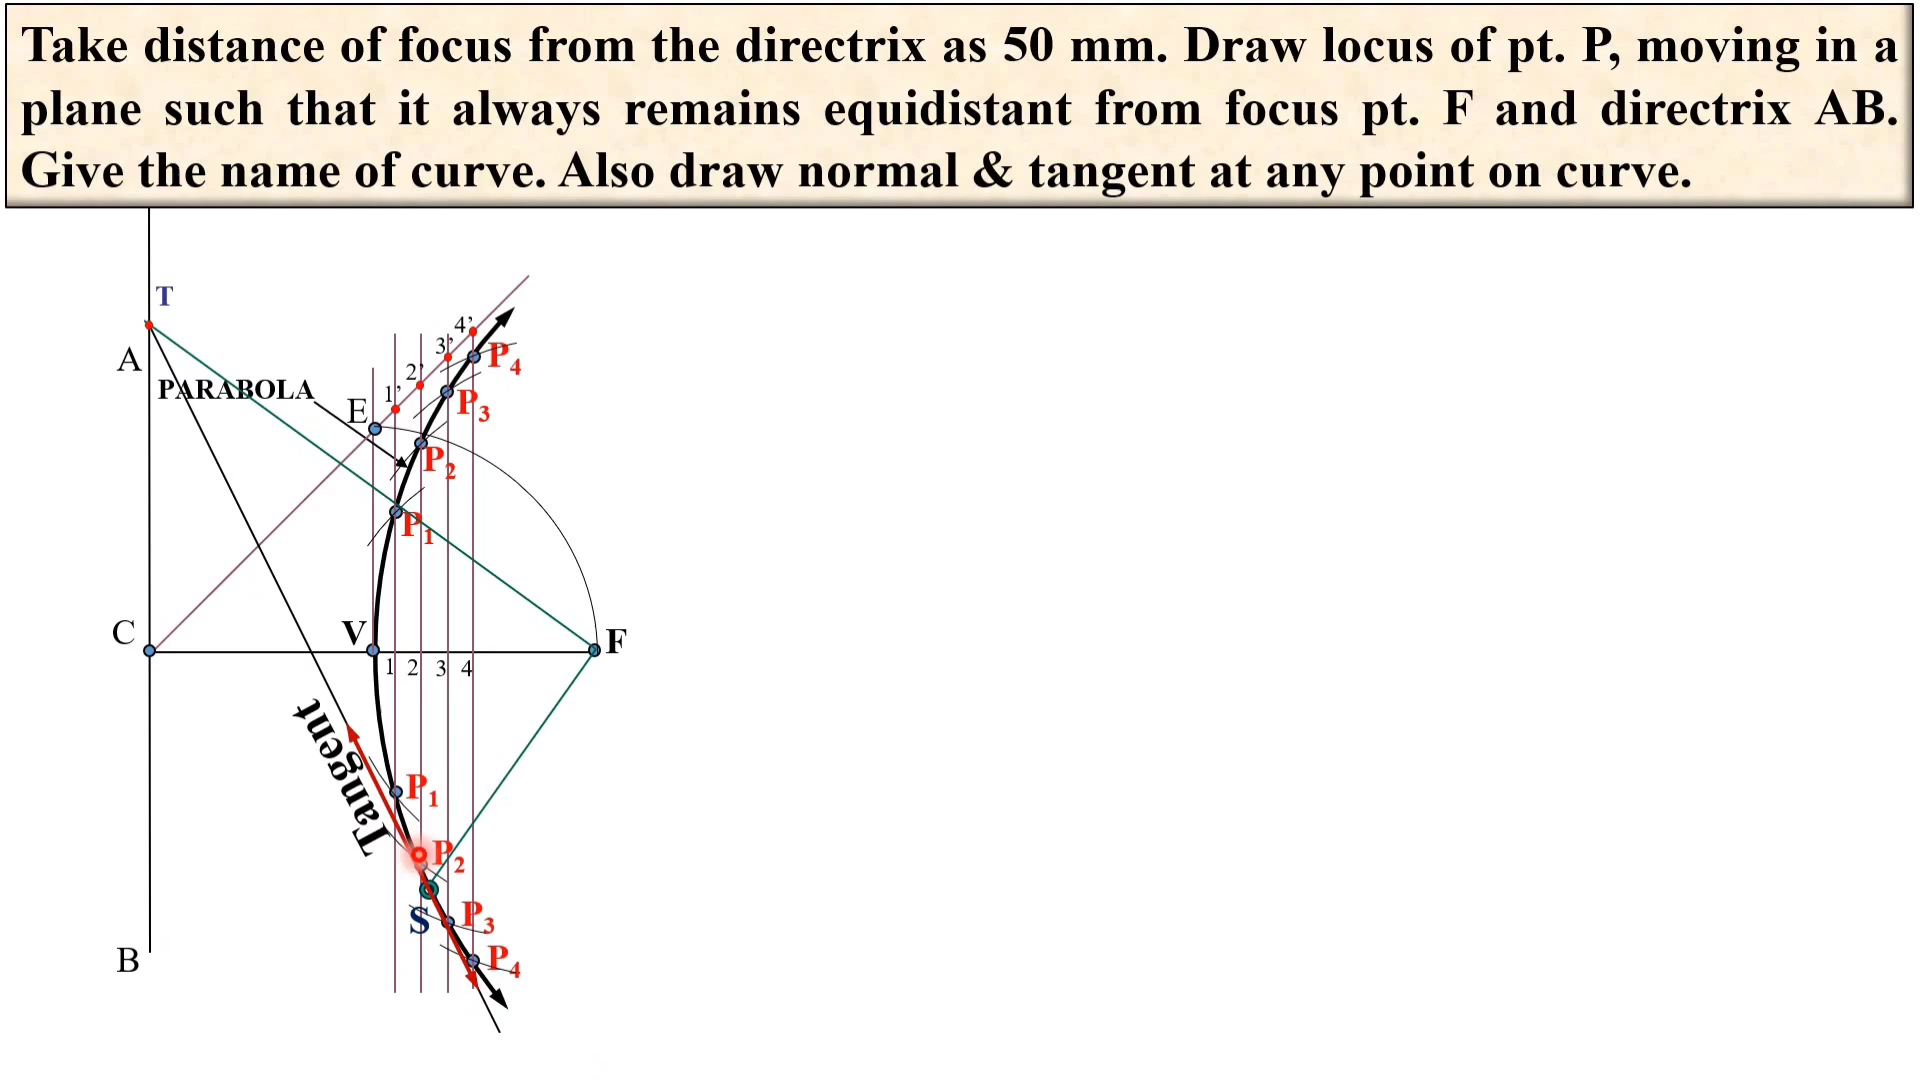 Take distance of focus from the directrix as 50 mm. Draw locus of pt. P, moving in a
plane such that it always remains equidistant from focus pt. F and directrix AB.
Give the name of curve. Also draw normal & tangent at any point on curve.
T
4'
3'
P4
A
2'
PARABOLA
1'
E
P3
P2
P1
C
V
F
1 2 3 4
Tangent
P1
P2
S
P3
B
P4